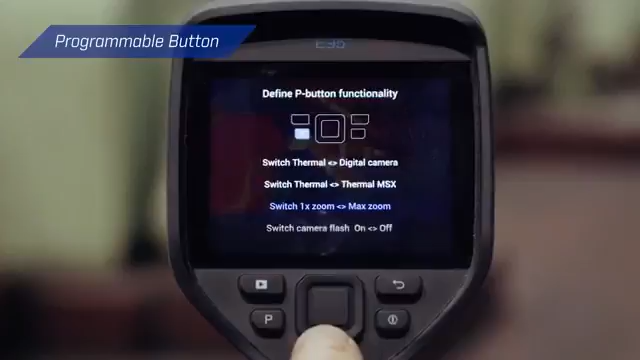 Programmable Button
E53
Define P-button functionality
Switch Thermal <> Digital camera
Switch Thermal <> Thermal MSX
Switch 1x zoom <> Max zoom
Switch camera flash On <> Off
P